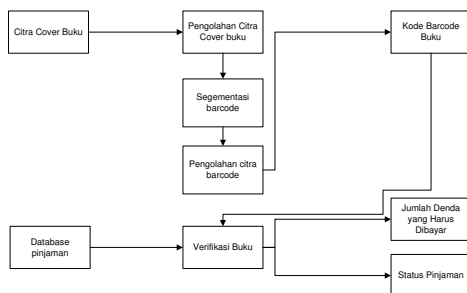 Citra Cover Buku
Pengolahan Citra
Cover buku
Kode Barcode
Buku
Segementasi
barcode
Pengolahan citra
barcode
Jumlah Denda
yang Harus
Dibayar
Database
pinjaman
Verifikasi Buku
Status Pinjaman